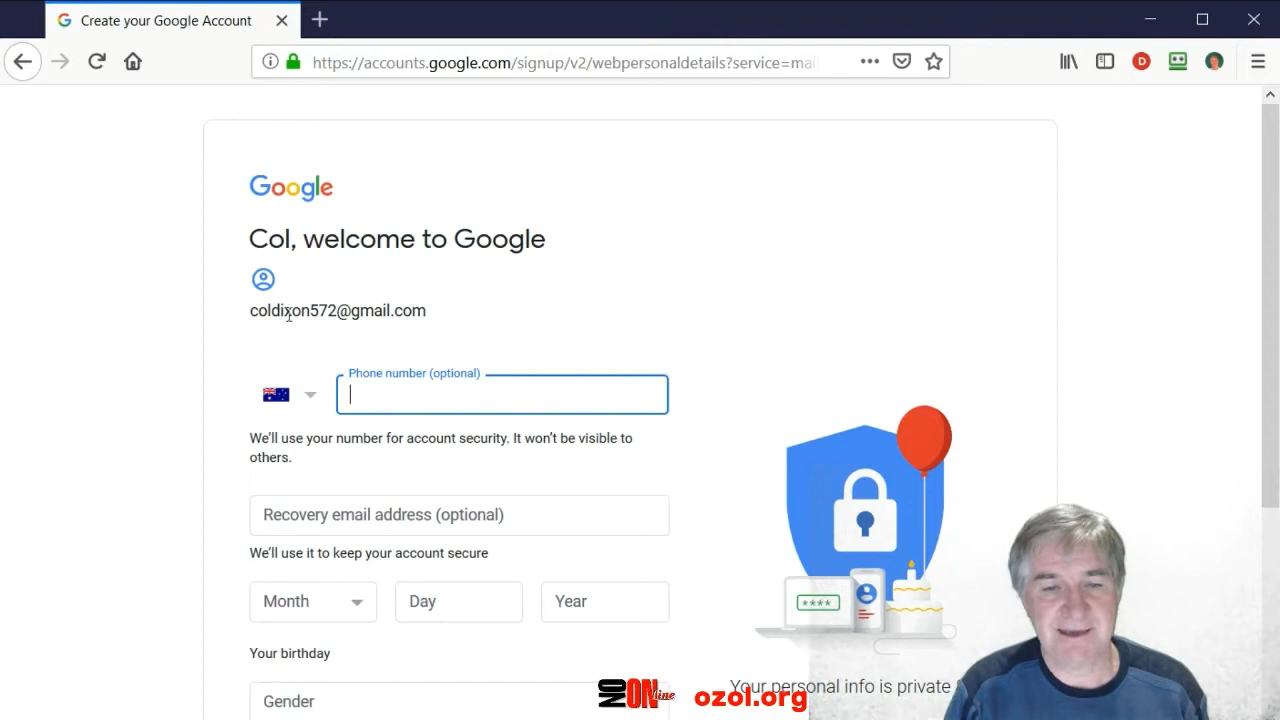 Create your Google Account
https://accounts.google.com/signup/v2/webpersonaldetails?service=mai
D
Google
Col, welcome to Google
coldixon572@gmail.com
Phone number (optional)
We'll use your number for account security. It won't be visible to
others.
Recovery email address (optional)
We'll use it to keep your account secure
Month
Day
Year
****
Your birthday
Your personal info is private
Gender
ONline
ozol.org